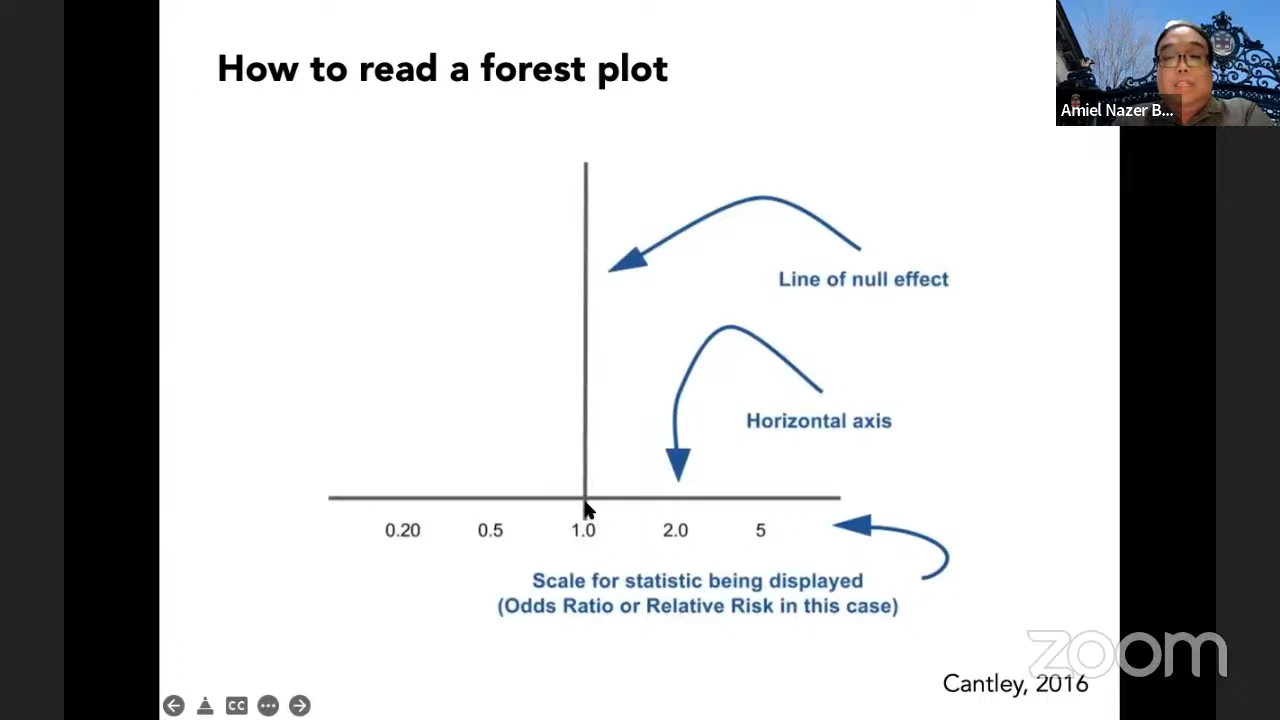 How to read a forest plot
Amiel Nazer B...
Line of null effect
Horizontal axis
0.20 0.5 1.0 2.0 5
Scale for statistic being displayed
(Odds Ratio or Relative Risk in this case)
zoom
Cantley, 2016
CC